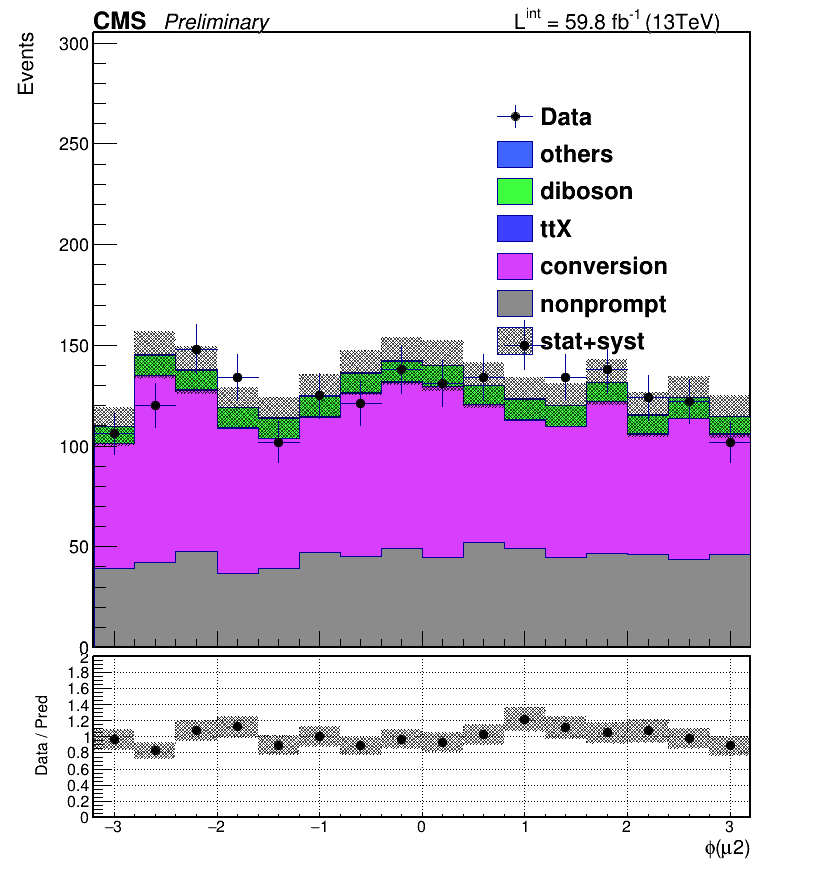 CMS Preliminary L^int = 59.8 fb^-1 (13TeV)
Events
300
250
200
150
100
50
0
Data
others
diboson
ttX
conversion
nonprompt
stat+syst
Data / Pred
2
1.8
1.6
1.4
1.2
1
0.8
0.6
0.4
0.2
0
−3 −2 −1 0 1 2 3
ϕ(μ2)